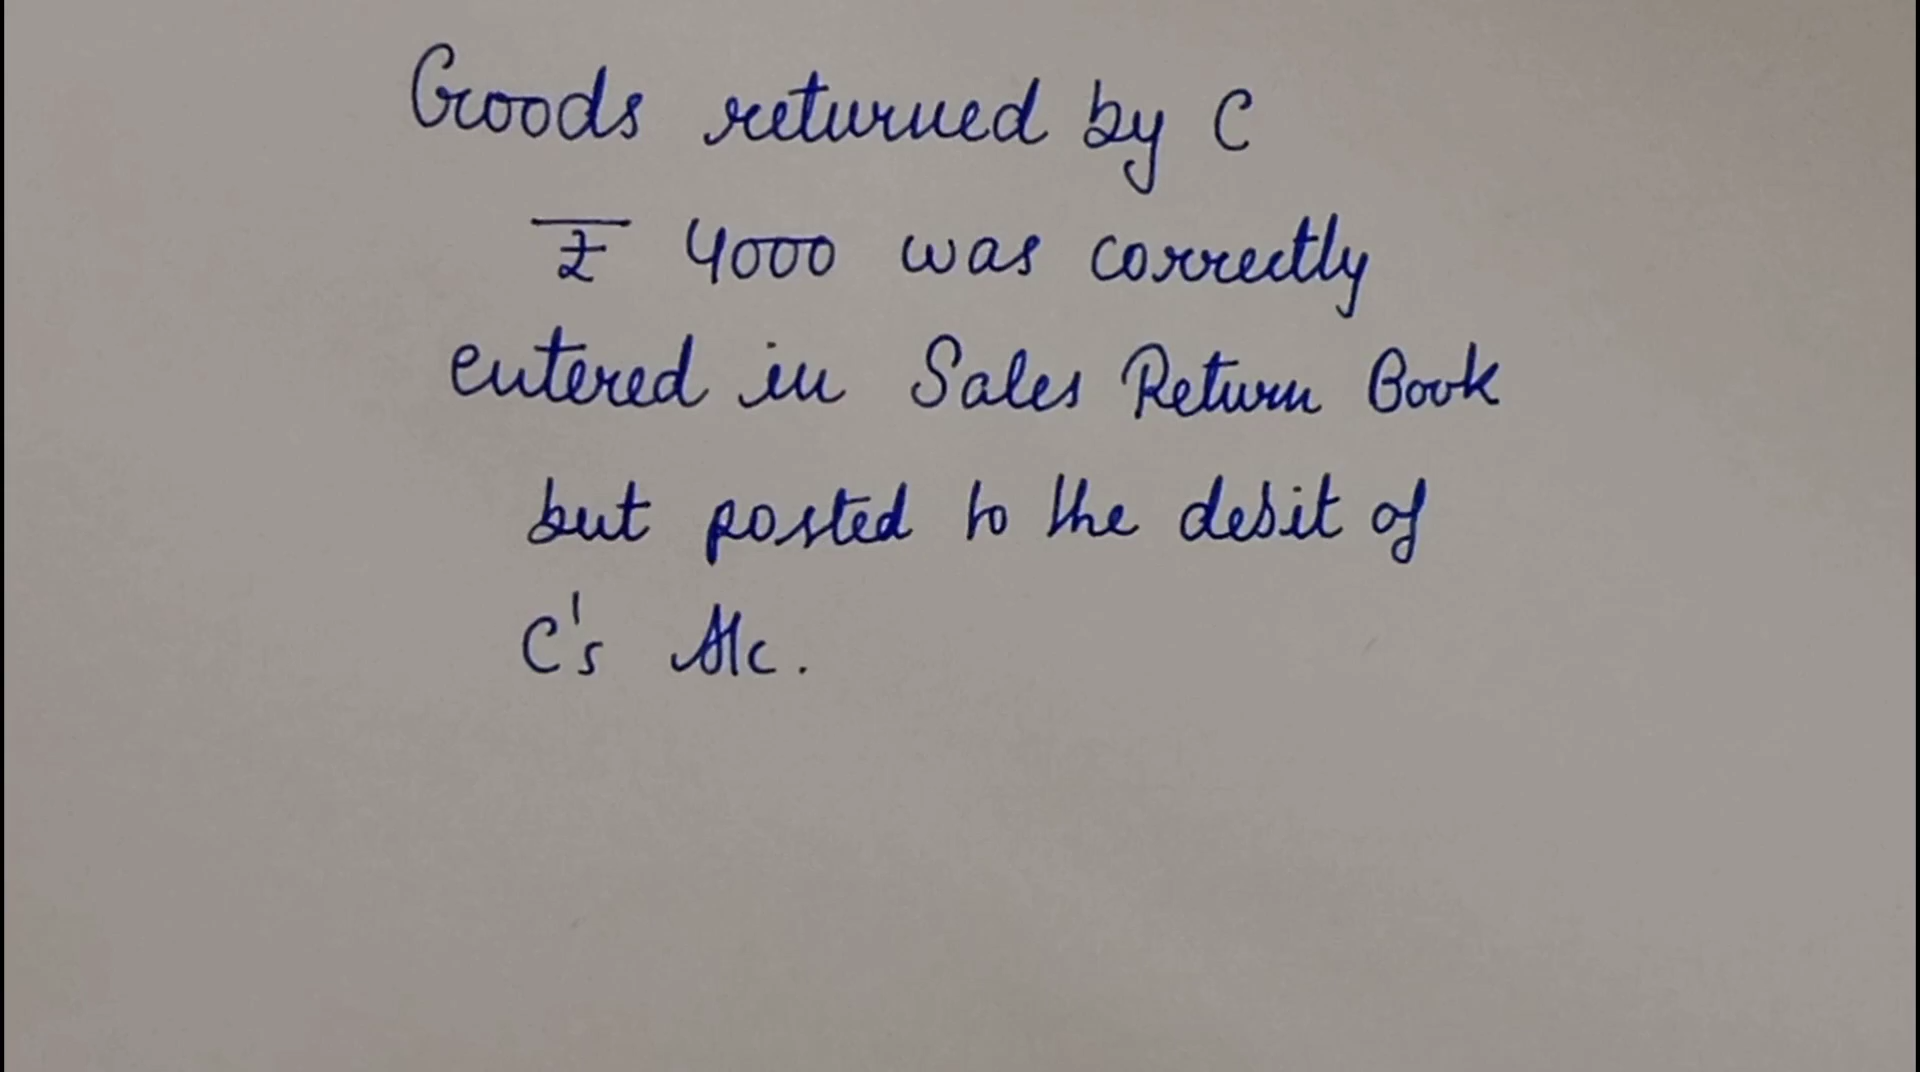 Goods returned by C
₹ 4000 was correctly
entered in Sales Return Book
but posted to the debit of
C's A/c.